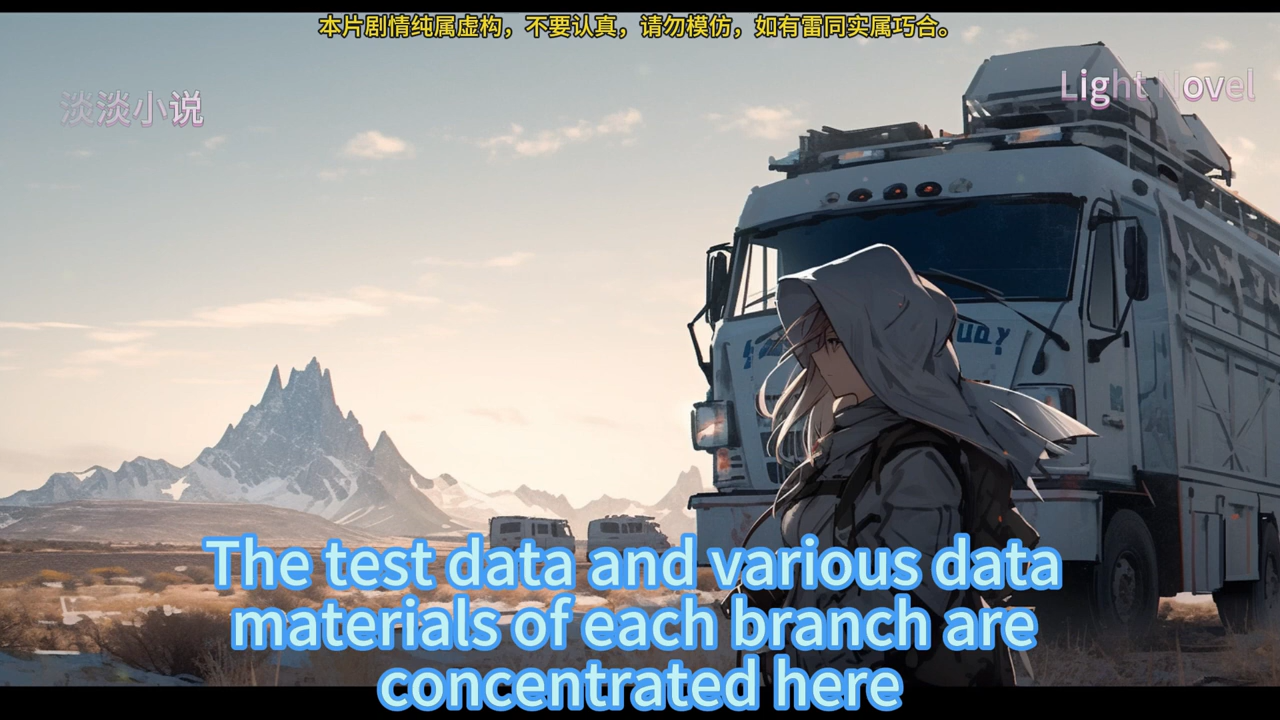 本片剧情纯属虚构，不要认真，请勿模仿，如有雷同实属巧合。
淡淡小说
Light Novel
The test data and various data
materials of each branch are
concentrated here